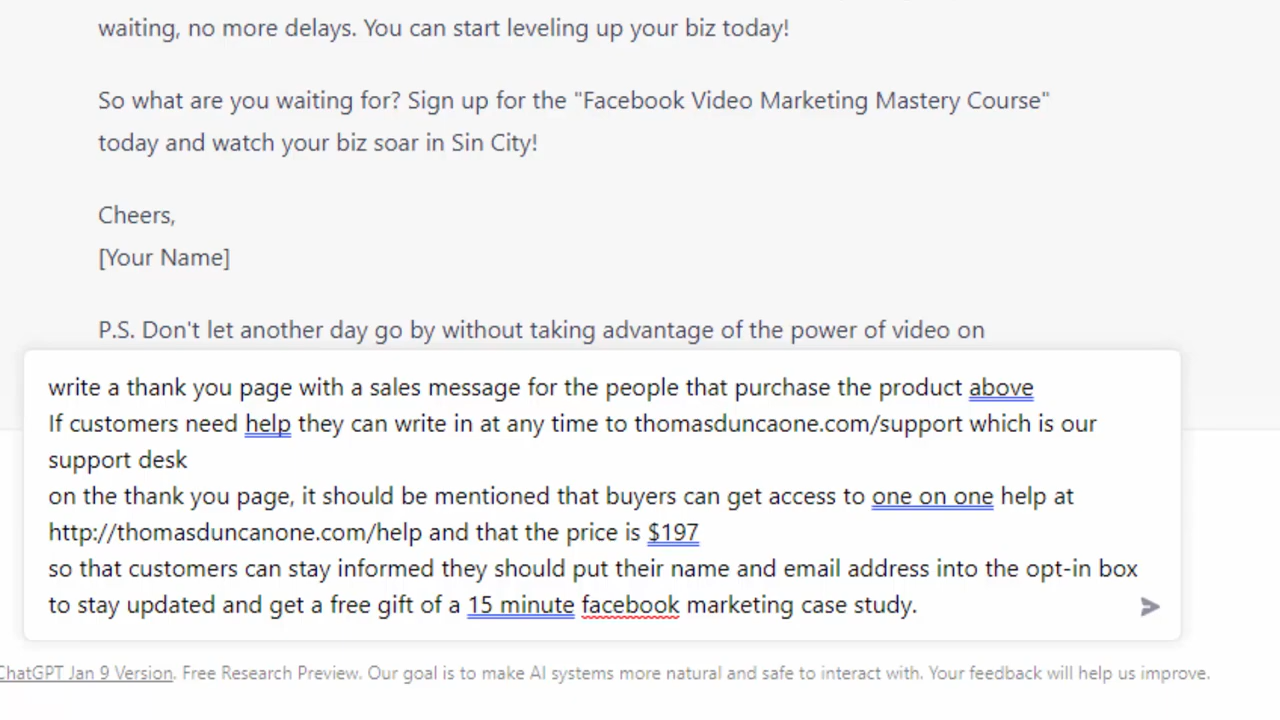 waiting, no more delays. You can start leveling up your biz today!
So what are you waiting for? Sign up for the "Facebook Video Marketing Mastery Course"
today and watch your biz soar in Sin City!
Cheers,
[Your Name]
P.S. Don't let another day go by without taking advantage of the power of video on
write a thank you page with a sales message for the people that purchase the product above
If customers need help they can write in at any time to thomasduncaone.com/support which is our
support desk
on the thank you page, it should be mentioned that buyers can get access to one on one help at
http://thomasduncanone.com/help and that the price is $197
so that customers can stay informed they should put their name and email address into the opt-in box
to stay updated and get a free gift of a 15 minute facebook marketing case study.
ChatGPT Jan 9 Version. Free Research Preview. Our goal is to make AI systems more natural and safe to interact with. Your feedback will help us improve.